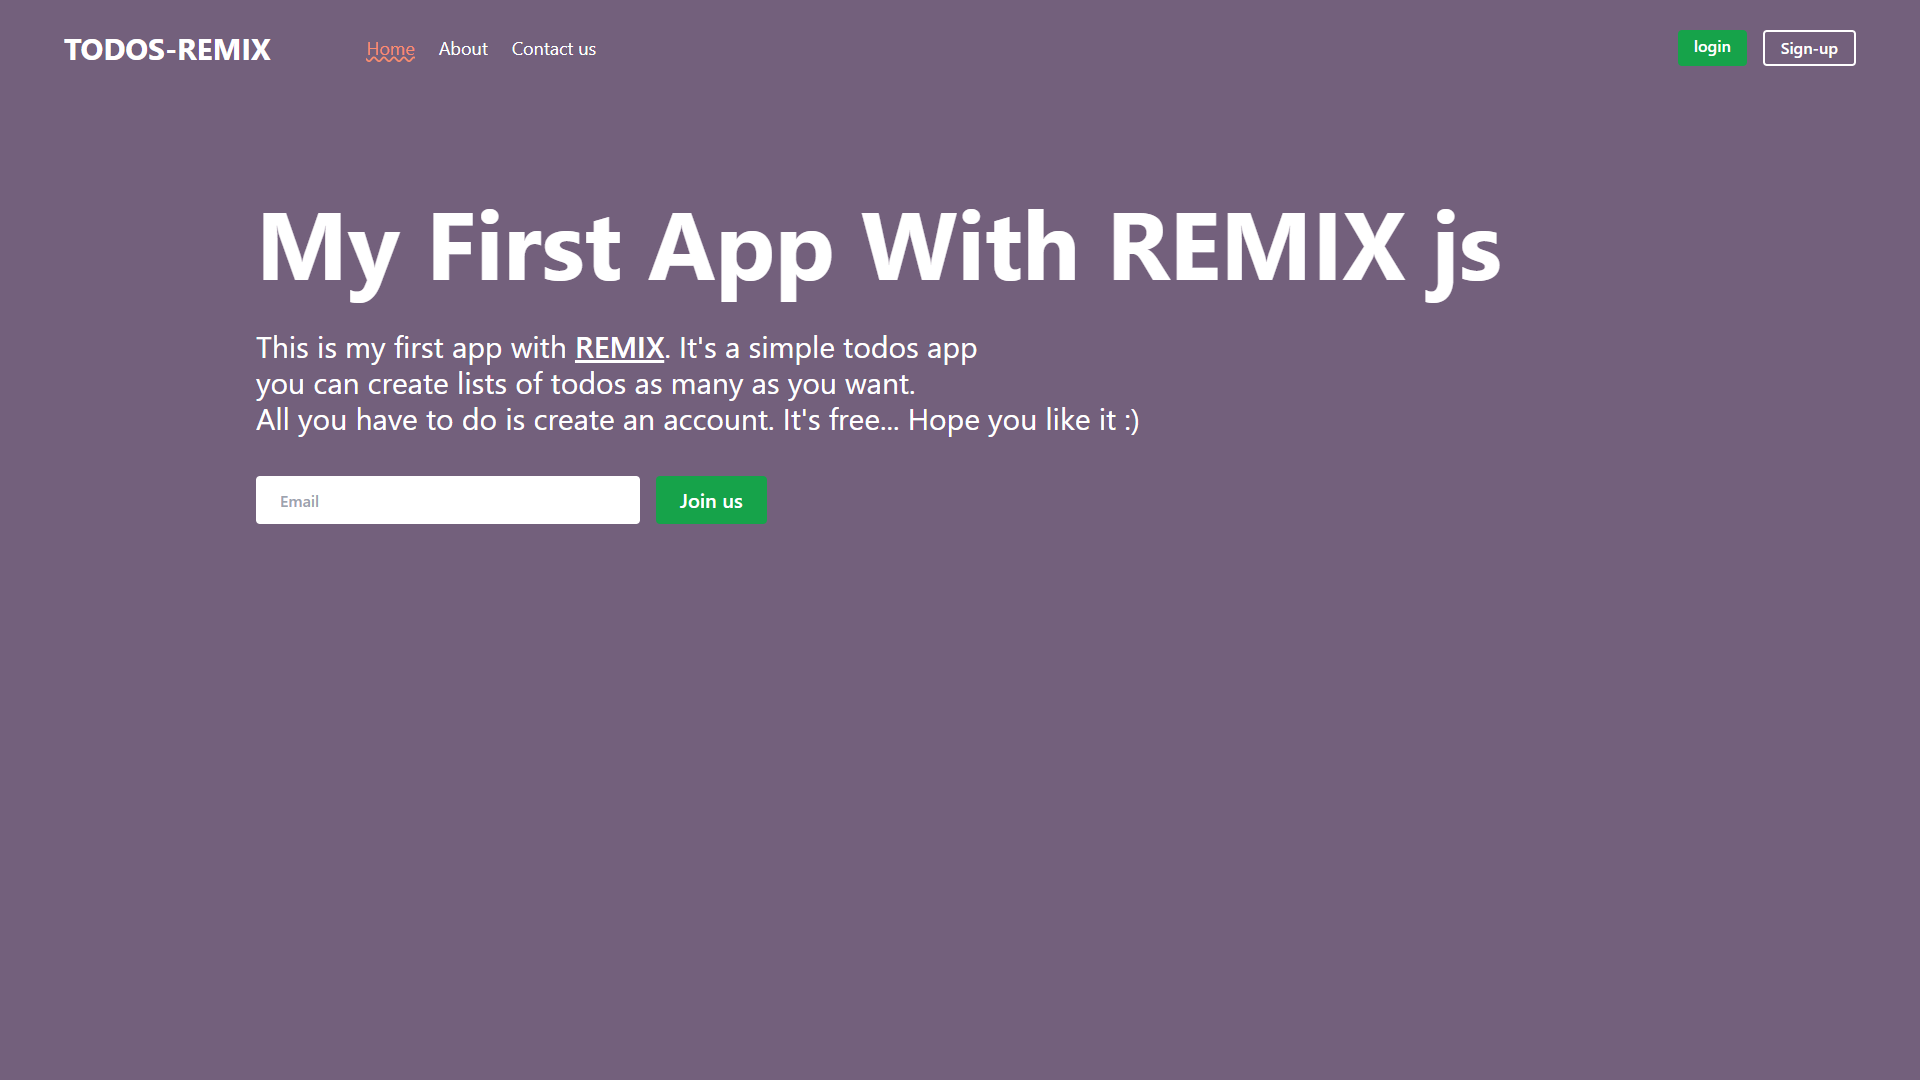 TODOS-REMIX
Home
About
Contact us
login
Sign-up
My First App With REMIX js
This is my first app with REMIX. It's a simple todos app
you can create lists of todos as many as you want.
All you have to do is create an account. It's free... Hope you like it :)
Email
Join us